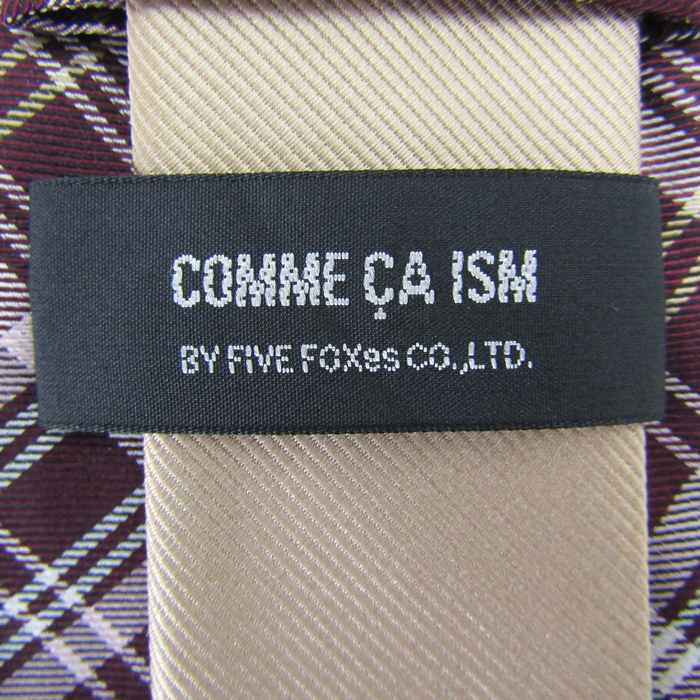 COMME ÇA ISM
BY FIVE FOXes CO.,LTD.